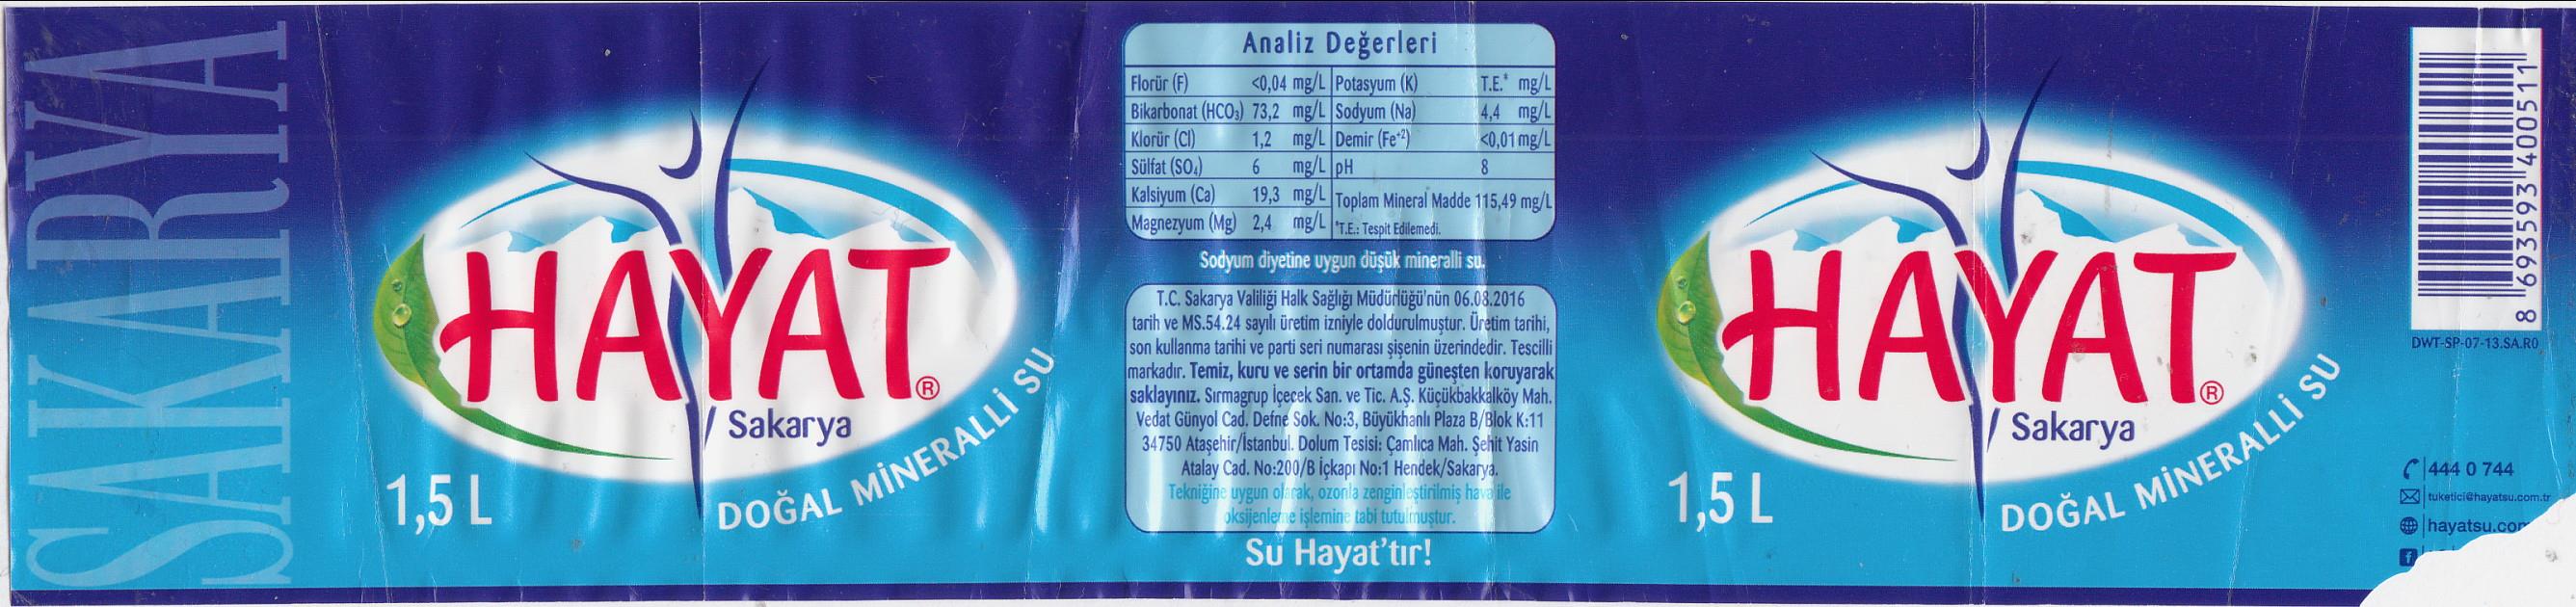 SAKARYA
HAYAT®
Sakarya
DOĞAL MİNERALLİ SU
1,5 L
Analiz Değerleri
Florür (F) <0,04 mg/L Potasyum (K) T.E.* mg/L
Bikarbonat (HCO₃) 73,2 mg/L Sodyum (Na) 4,4 mg/L
Klorür (Cl) 1,2 mg/L Demir (Fe⁺²) <0,01 mg/L
Sülfat (SO₄) 6 mg/L pH 8
Kalsiyum (Ca) 19,3 mg/L Toplam Mineral Madde 115,49 mg/L
Magnezyum (Mg) 2,4 mg/L *T.E.: Tespit Edilemedi.
Sodyum diyetine uygun düşük mineralli su.
T.C. Sakarya Valiliği Halk Sağlığı Müdürlüğü'nün 06.08.2016
tarih ve MS.54.24 sayılı üretim izniyle doldurulmuştur. Üretim tarihi,
son kullanma tarihi ve parti seri numarası şişenin üzerindedir. Tescilli
markadır. Temiz, kuru ve serin bir ortamda güneşten koruyarak
saklayınız. Sırmagrup İçecek San. ve Tic. A.Ş. Küçükbakkalköy Mah.
Vedat Günyol Cad. Defne Sok. No:3, Büyükhanlı Plaza B/Blok K:11
34750 Ataşehir/İstanbul. Dolum Tesisi: Çamlıca Mah. Şehit Yasin
Atalay Cad. No:200/B İçkapı No:1 Hendek/Sakarya.
Tekniğine uygun olarak, ozonla zenginleştirilmiş hava ile
oksijenleme işlemine tabi tutulmuştur.
Su Hayat'tır!
HAYAT®
Sakarya
DOĞAL MİNERALLİ SU
1,5 L
8 693593 400511
DWT-SP-07-13.SA.R0
444 0 744
tuketici@hayatsu.com.tr
hayatsu.com